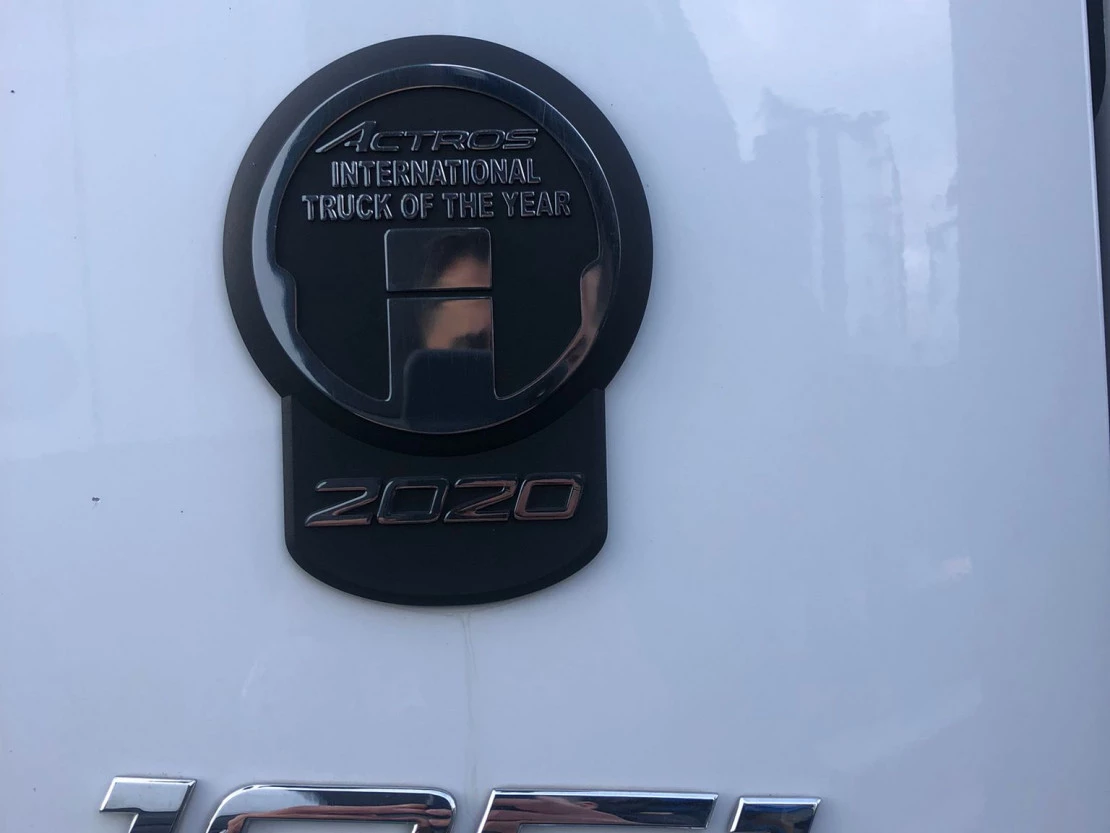 ACTROS
INTERNATIONAL
TRUCK OF THE YEAR
2020